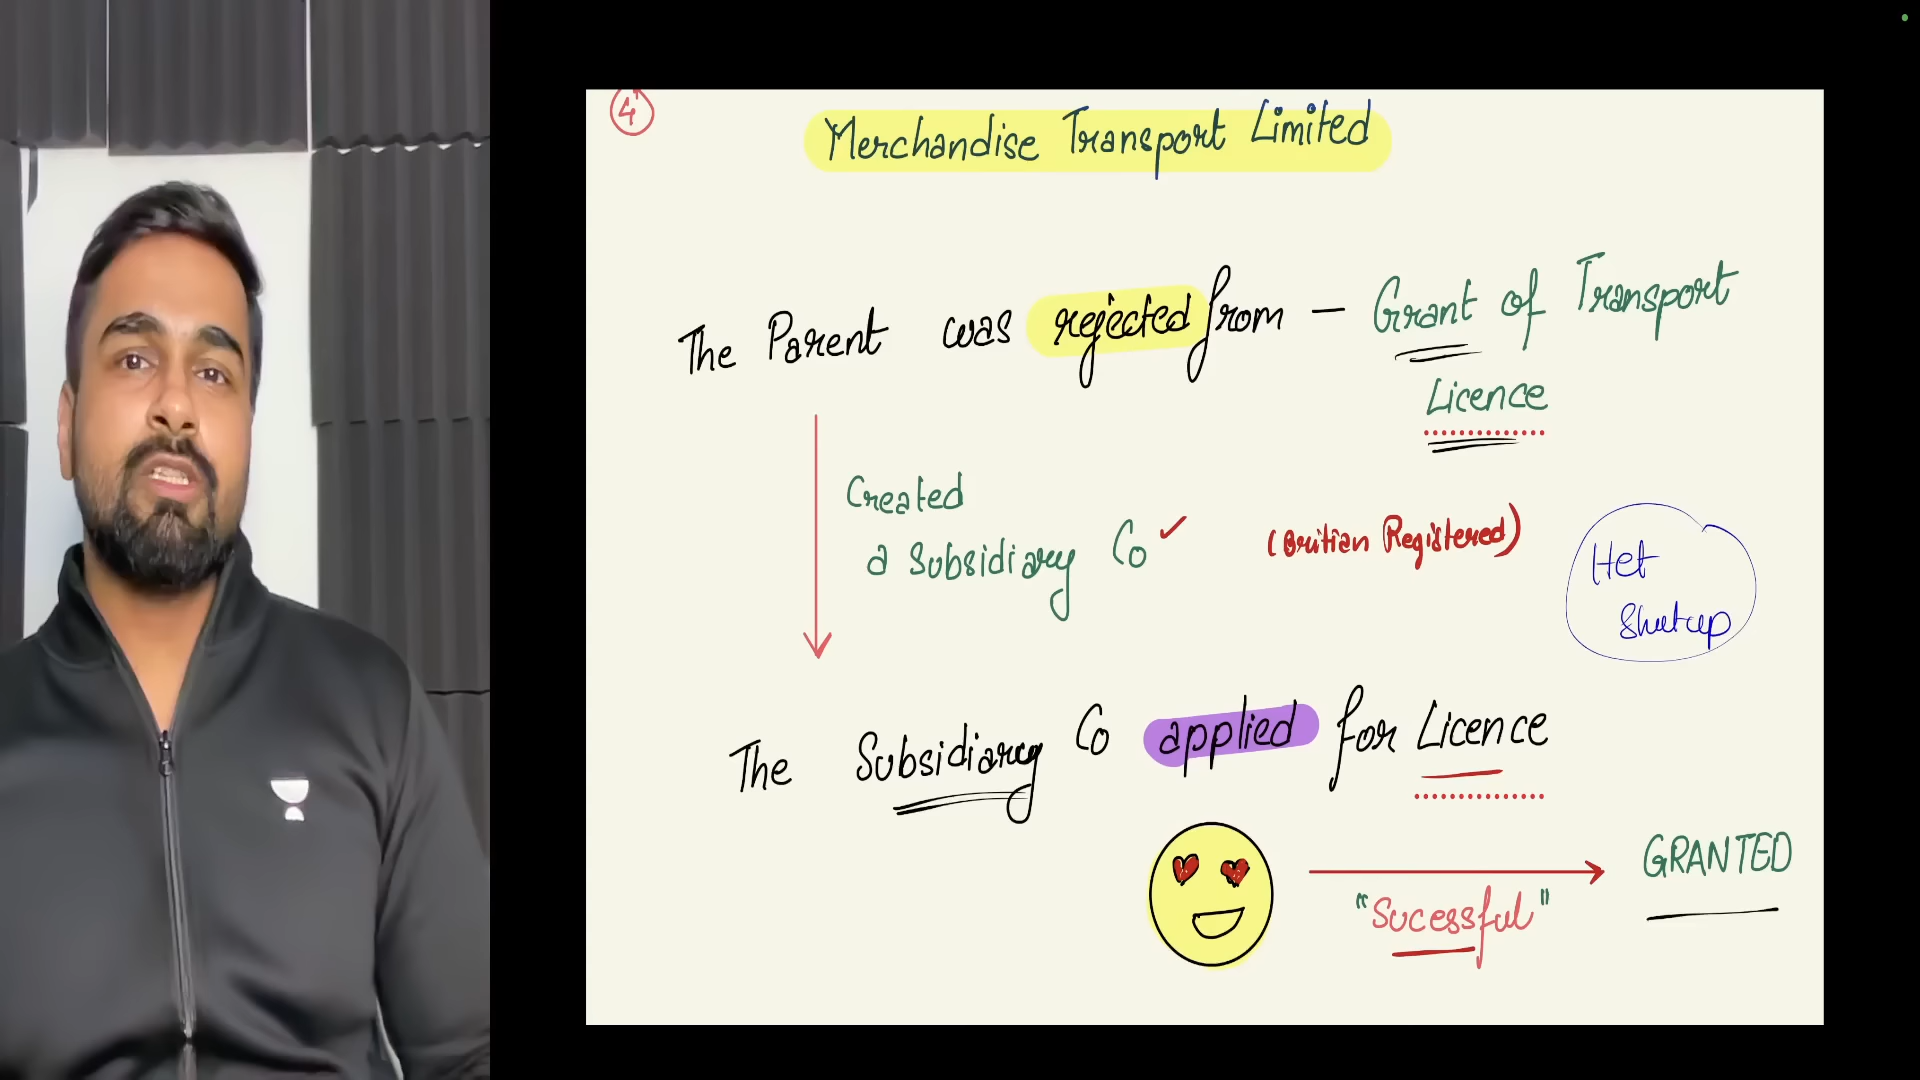 4
Merchandise Transport Limited
The Parent was rejected from – Grant of Transport
Licence
Created
a Subsidiary Co ✓
(Britian Registered)
Het
Shutup
The Subsidiary Co applied for Licence
"Sucessful"
GRANTED